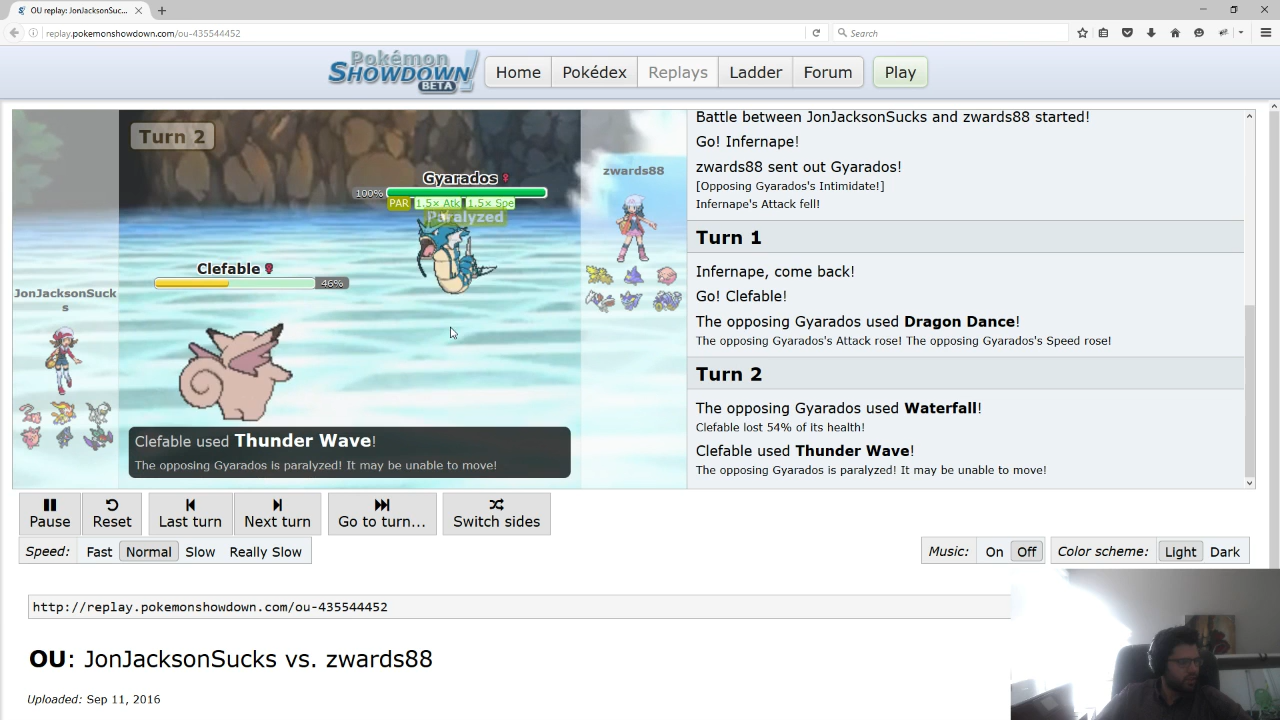 OU replay: JonJacksonSuc...
replay.pokemonshowdown.com/ou-435544452
Search
Pokémon
SHOWDOWN!
BETA
Home
Pokédex
Replays
Ladder
Forum
Play
Turn 2
Gyarados
100%
PAR
1.5× Atk
1.5× Spe
Paralyzed
Clefable
46%
JonJacksonSuck
s
zwards88
Clefable used Thunder Wave!
The opposing Gyarados is paralyzed! It may be unable to move!
Battle between JonJacksonSucks and zwards88 started!
Go! Infernape!
zwards88 sent out Gyarados!
[Opposing Gyarados's Intimidate!]
Infernape's Attack fell!
Turn 1
Infernape, come back!
Go! Clefable!
The opposing Gyarados used Dragon Dance!
The opposing Gyarados's Attack rose! The opposing Gyarados's Speed rose!
Turn 2
The opposing Gyarados used Waterfall!
Clefable lost 54% of its health!
Clefable used Thunder Wave!
The opposing Gyarados is paralyzed! It may be unable to move!
Pause
Reset
Last turn
Next turn
Go to turn...
Switch sides
Speed: Fast Normal Slow Really Slow
Music: On Off
Color scheme: Light Dark
http://replay.pokemonshowdown.com/ou-435544452
OU: JonJacksonSucks vs. zwards88
Uploaded: Sep 11, 2016